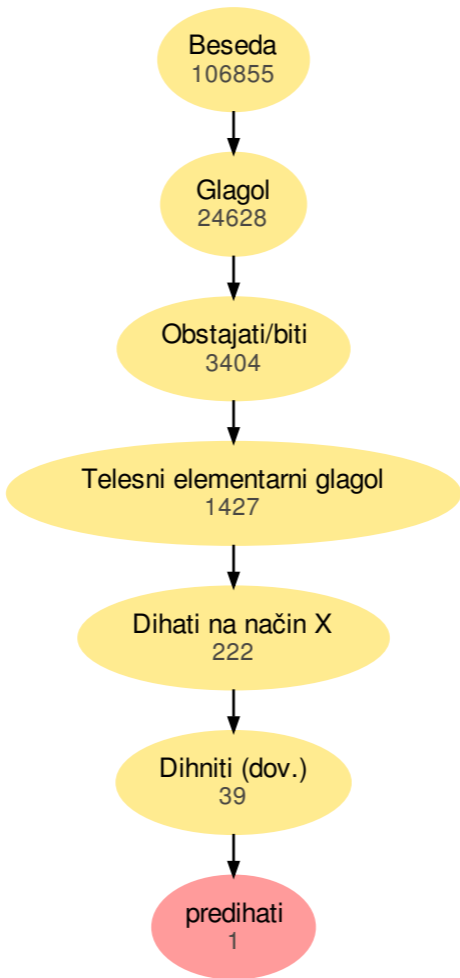 Beseda
106855
Glagol
24628
Obstajati/biti
3404
Telesni elementarni glagol
1427
Dihati na način X
222
Dihniti (dov.)
39
predihati
1